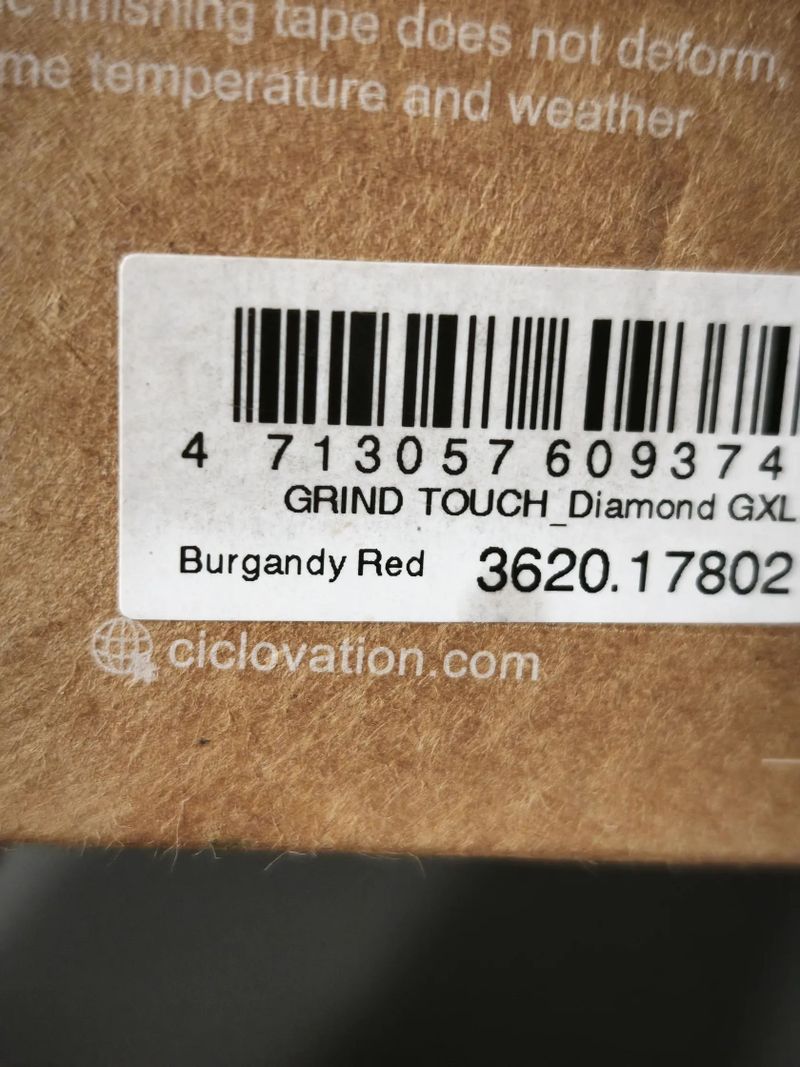 finishing tape does not deform,
temperature and weather
4 713057 609374
GRIND TOUCH_Diamond GXL
Burgandy Red 3620.17802
ciclovation.com